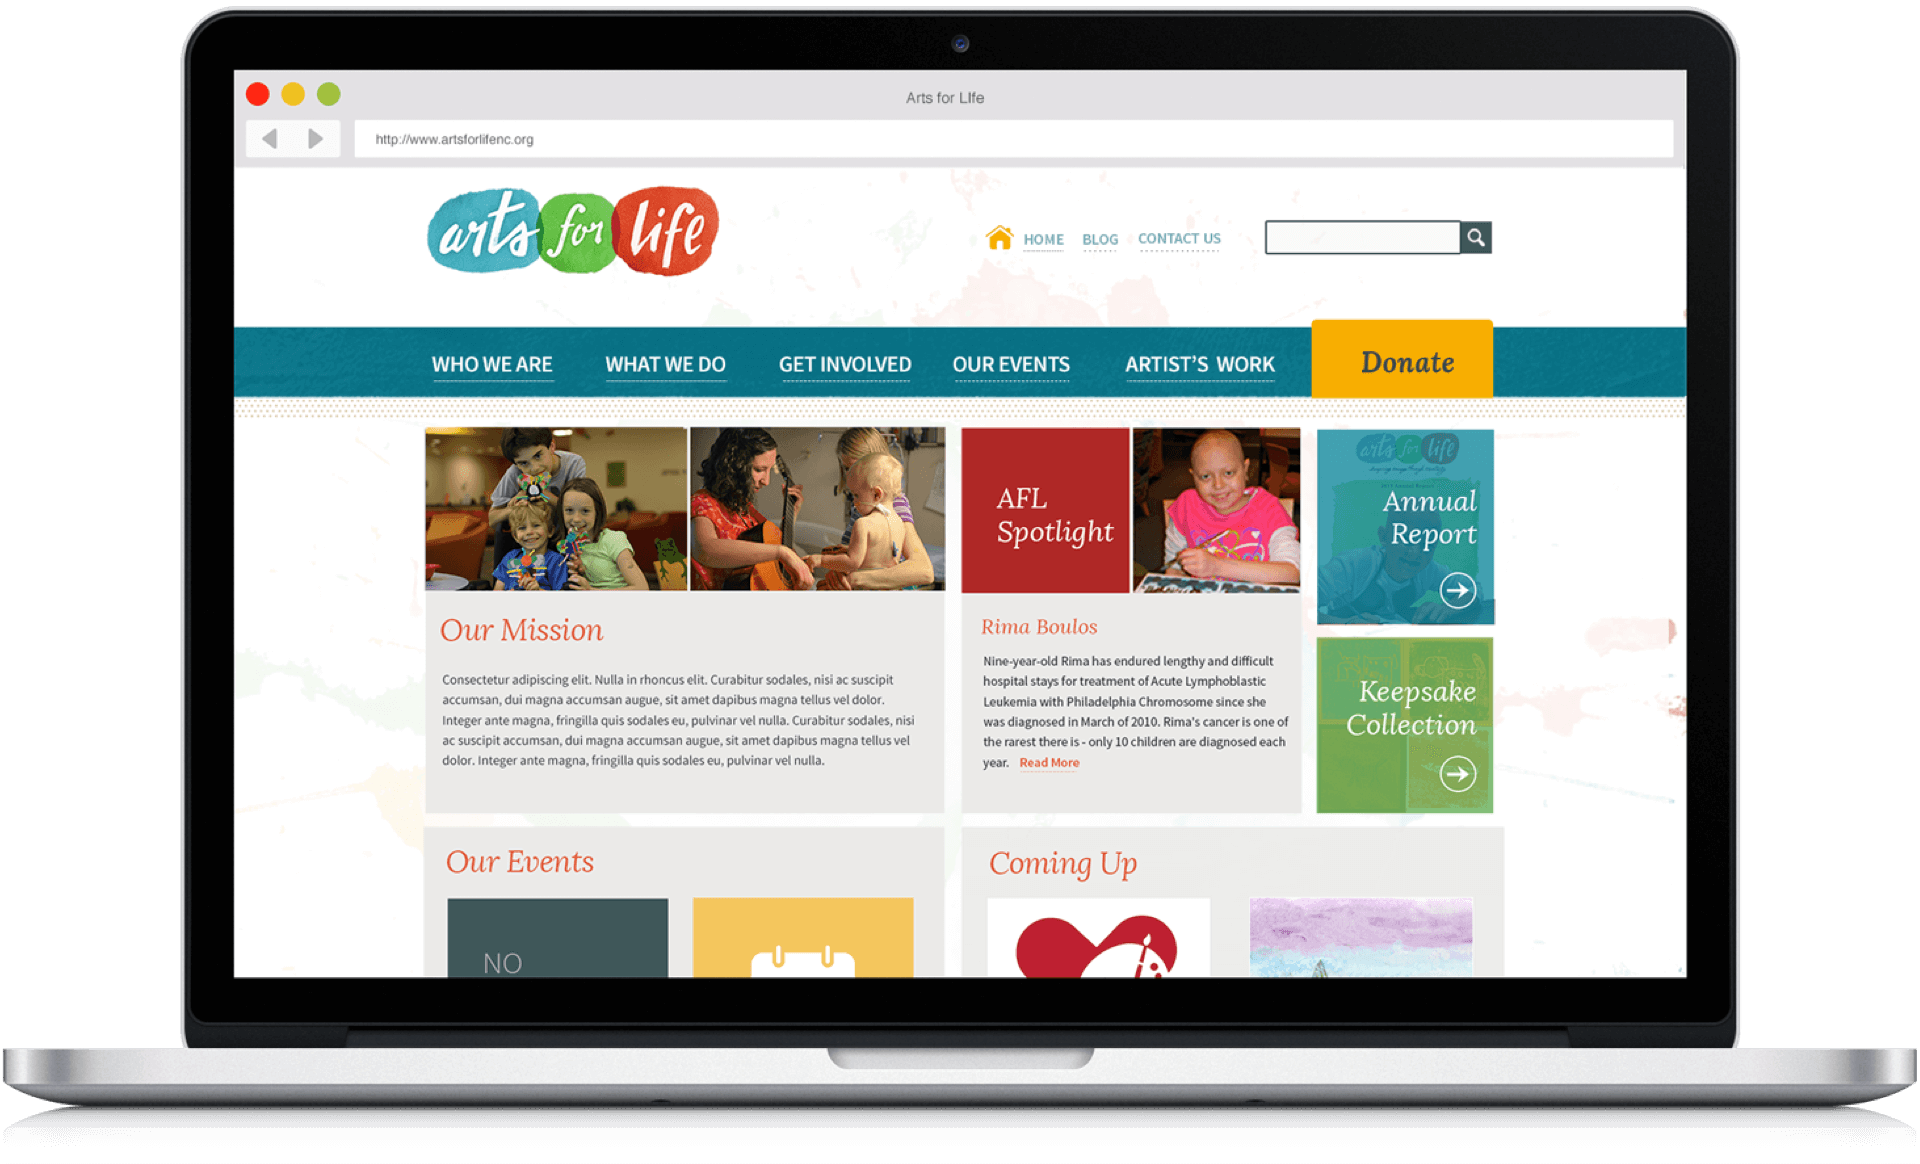 Arts for LIfe
http://www.artsforlifenc.org
arts for life
HOME BLOG CONTACT US
WHO WE ARE WHAT WE DO GET INVOLVED OUR EVENTS ARTIST'S WORK Donate
AFL
Spotlight
arts for life
Annual
Report
Our Mission
Consectetur adipiscing elit. Nulla in rhoncus elit. Curabitur sodales, nisi ac suscipit
accumsan, dui magna accumsan augue, sit amet dapibus magna tellus vel dolor.
Integer ante magna, fringilla quis sodales eu, pulvinar vel nulla. Curabitur sodales, nisi
ac suscipit accumsan, dui magna accumsan augue, sit amet dapibus magna tellus vel
dolor. Integer ante magna, fringilla quis sodales eu, pulvinar vel nulla.
Rima Boulos
Nine-year-old Rima has endured lengthy and difficult
hospital stays for treatment of Acute Lymphoblastic
Leukemia with Philadelphia Chromosome since she
was diagnosed in March of 2010. Rima's cancer is one of
the rarest there is - only 10 children are diagnosed each
year. Read More
Keepsake
Collection
Our Events
NO
Coming Up